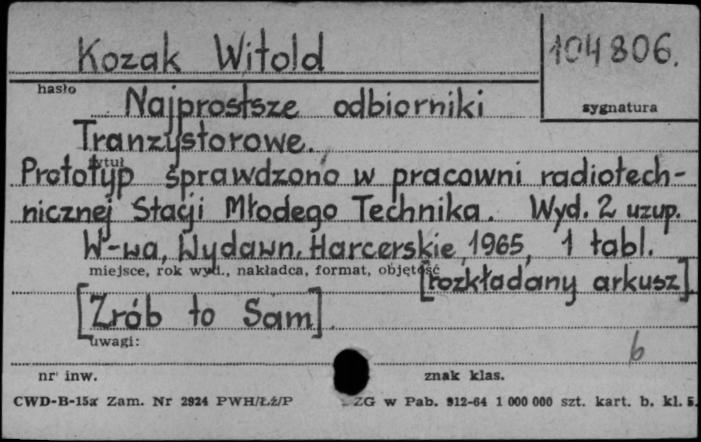 Kozak Witold
104806.
hasło
sygnatura
Najprostsze odbiorniki
Tranzystorowe.
tytuł
Prototyp sprawdzono w pracowni radiotech-
nicznej Stacji Młodego Technika. Wyd. 2 uzup.
W-wa, Wydawn. Harcerskie, 1965, 1 tabl.
miejsce, rok wyd., nakładca, format, objętość
[rozkładany arkusz].
[Zrób to Sam].
uwagi:
b
nr inw.
znak klas.
CWD-B-15a Zam. Nr 2924 PWH/Łż/P
ZG w Pab. 912-64 1 000 000 szt. kart. b. kl. 5.